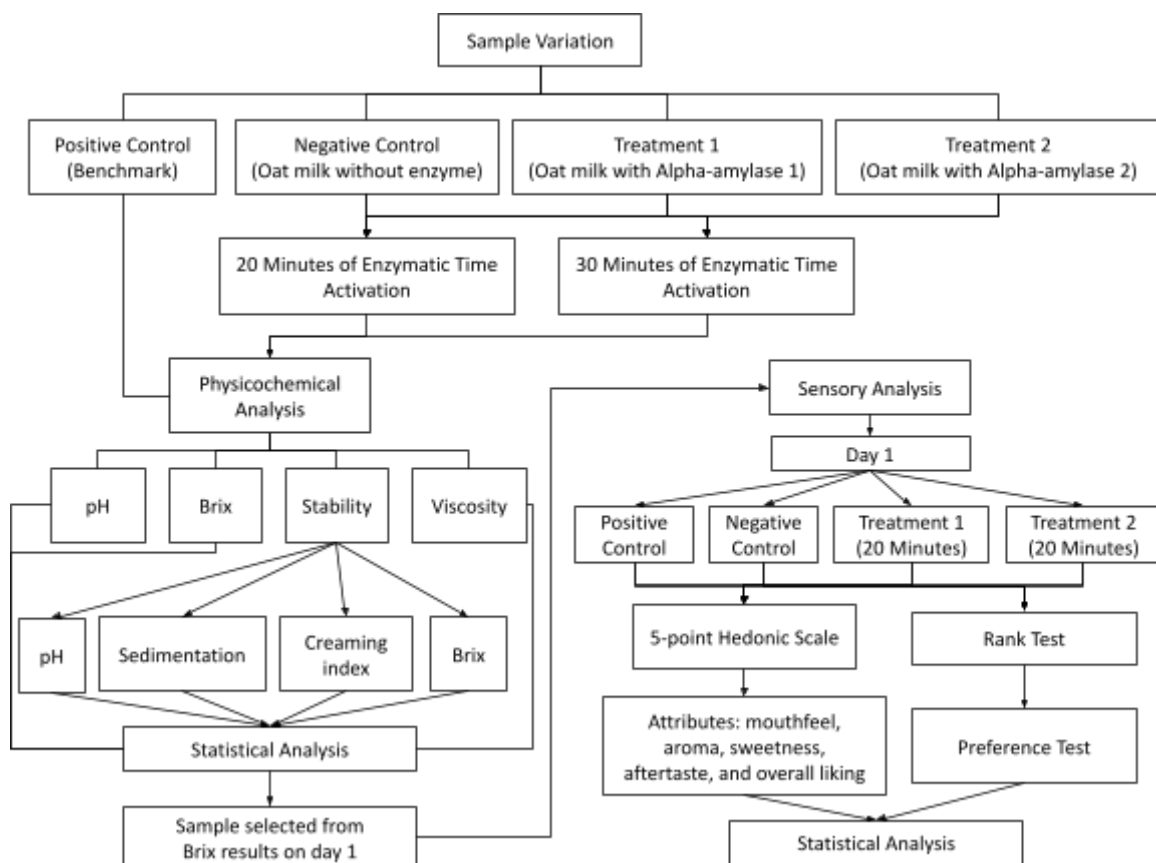 Sample Variation
Positive Control
(Benchmark)
Negative Control
(Oat milk without enzyme)
Treatment 1
(Oat milk with Alpha-amylase 1)
Treatment 2
(Oat milk with Alpha-amylase 2)
20 Minutes of Enzymatic Time
Activation
30 Minutes of Enzymatic Time
Activation
Physicochemical
Analysis
pH
Brix
Stability
Viscosity
pH
Sedimentation
Creaming
index
Brix
Statistical Analysis
Sample selected from
Brix results on day 1
Sensory Analysis
Day 1
Positive
Control
Negative
Control
Treatment 1
(20 Minutes)
Treatment 2
(20 Minutes)
5-point Hedonic Scale
Rank Test
Attributes: mouthfeel,
aroma, sweetness,
aftertaste, and overall liking
Preference Test
Statistical Analysis